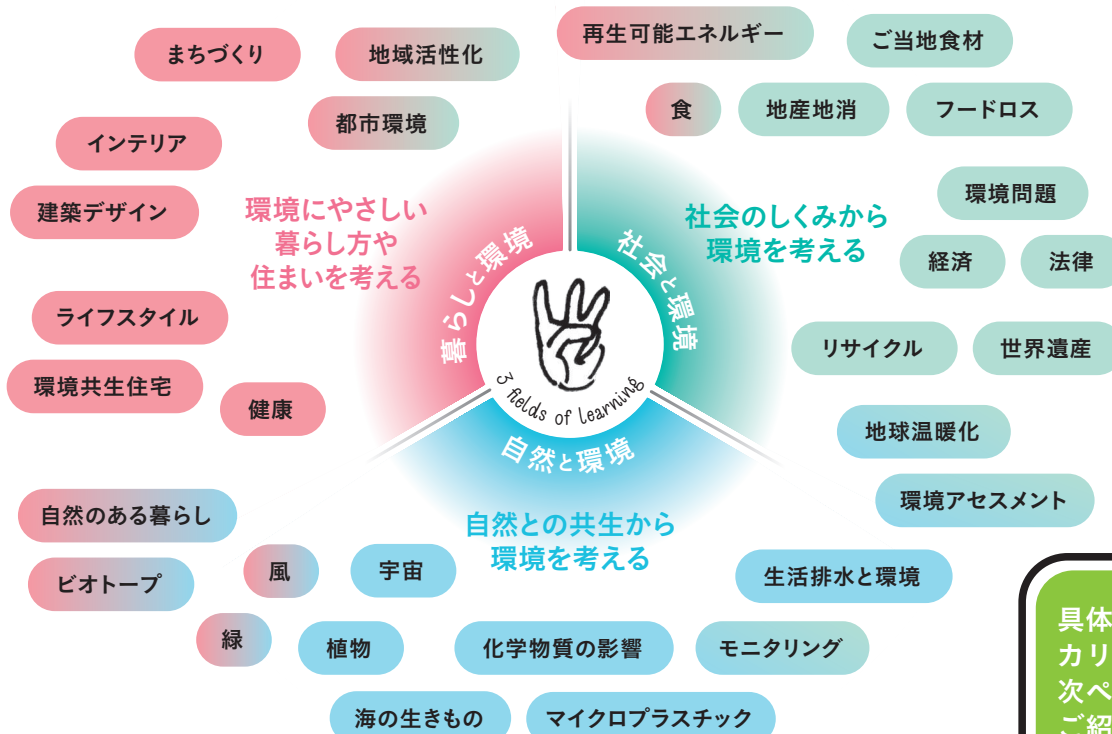 まちづくり
地域活性化
都市環境
インテリア
建築デザイン
ライフスタイル
環境共生住宅
健康
環境にやさしい
暮らし方や
住まいを考える
暮らしと環境
再生可能エネルギー
ご当地食材
食
地産地消
フードロス
環境問題
経済
法律
リサイクル
世界遺産
社会のしくみから
環境を考える
社会と環境
3 fields of learning
自然と環境
自然との共生から
環境を考える
地球温暖化
環境アセスメント
自然のある暮らし
ビオトープ
風
宇宙
生活排水と環境
緑
植物
化学物質の影響
モニタリング
海の生きもの
マイクロプラスチック
具体
カリ
次ペ
ご紹